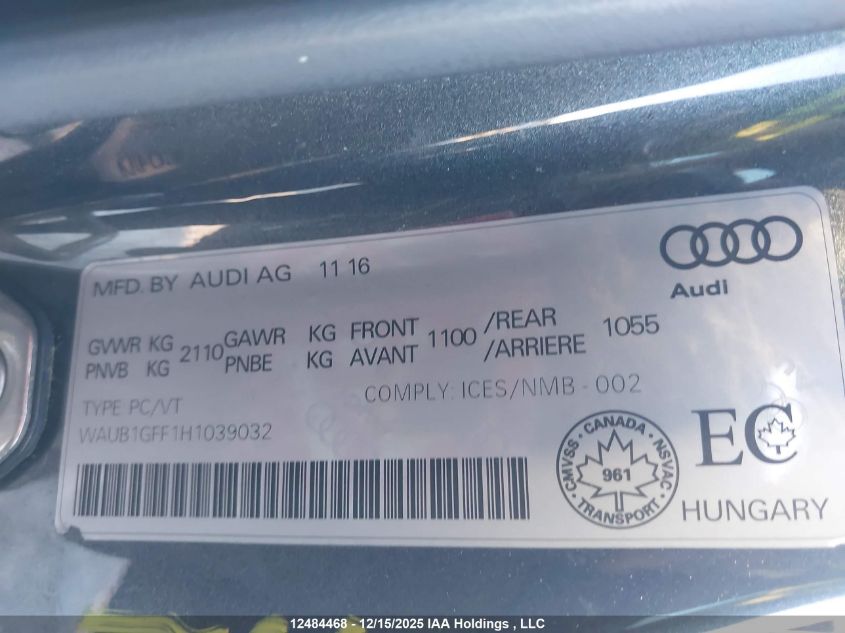 MFD. BY AUDI AG 11 16
Audi
GVWR KG 2110 GAWR KG FRONT 1100 /REAR 1055
PNVB KG PNBE KG AVANT /ARRIERE
COMPLY: ICES/NMB - 002
TYPE PC/VT
WAUB1GFF1H1039032
CANADA
CMVSS NSVAC
961
TRANSPORT
EC
HUNGARY
12484468 - 12/15/2025 IAA Holdings , LLC